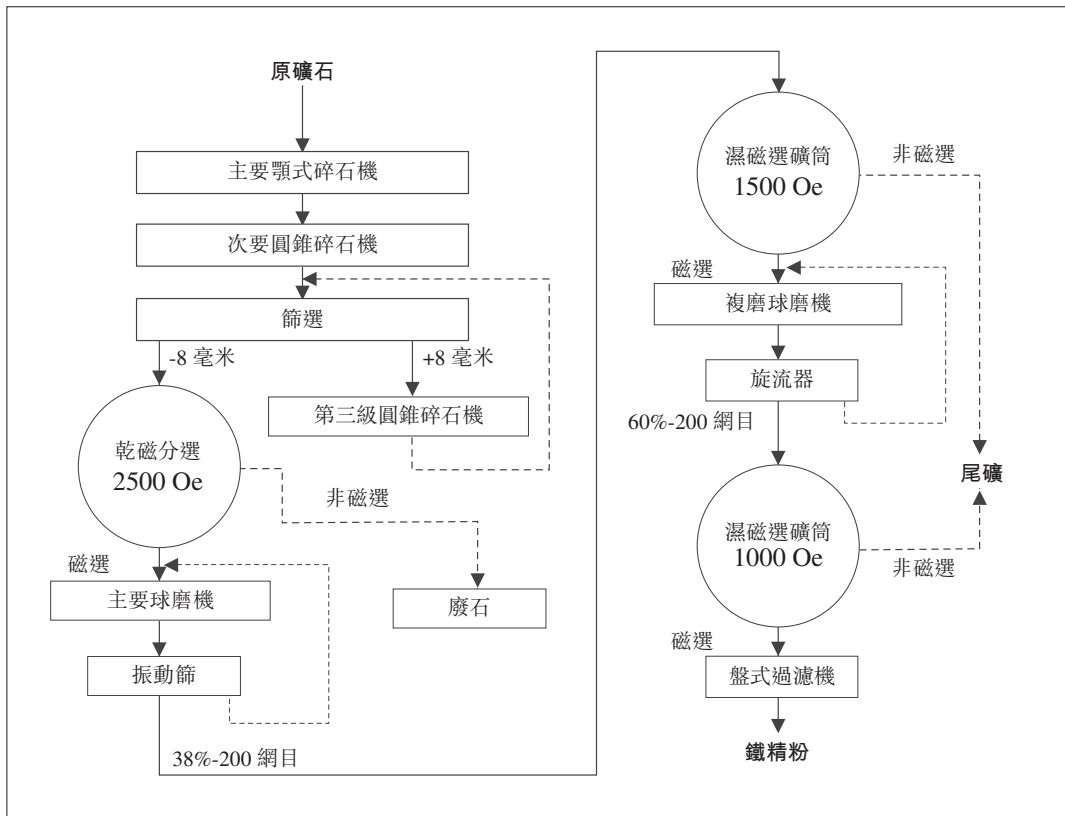 原礦石
主要顎式碎石機
次要圓錐碎石機
篩選
-8 毫米
+8 毫米
第三級圓錐碎石機
乾磁分選
2500 Oe
非磁選
廢石
磁選
主要球磨機
振動篩
38%-200 網目
濕磁選礦筒
1500 Oe
非磁選
磁選
複磨球磨機
旋流器
60%-200 網目
尾礦
濕磁選礦筒
1000 Oe
非磁選
磁選
盤式過濾機
鐵精粉